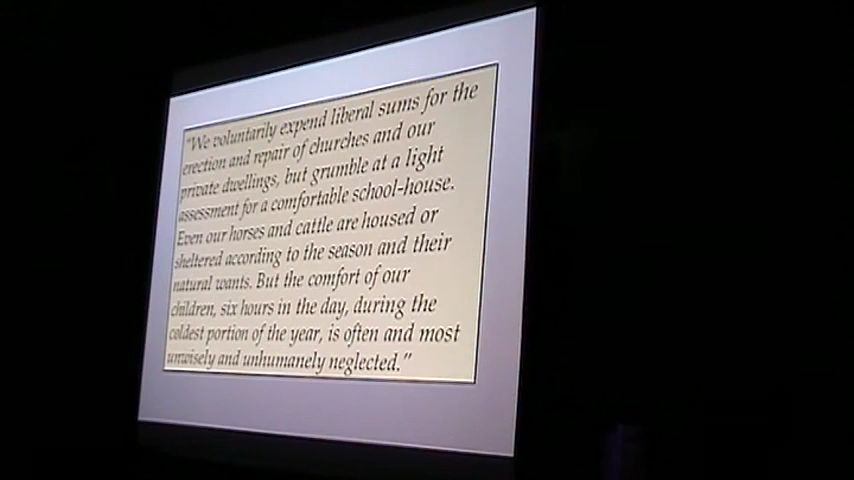 "We voluntarily expend liberal sums for the
erection and repair of churches and our
private dwellings, but grumble at a light
assessment for a comfortable school-house.
Even our horses and cattle are housed or
sheltered according to the season and their
natural wants. But the comfort of our
children, six hours in the day, during the
coldest portion of the year, is often and most
unwisely and unhumanely neglected."